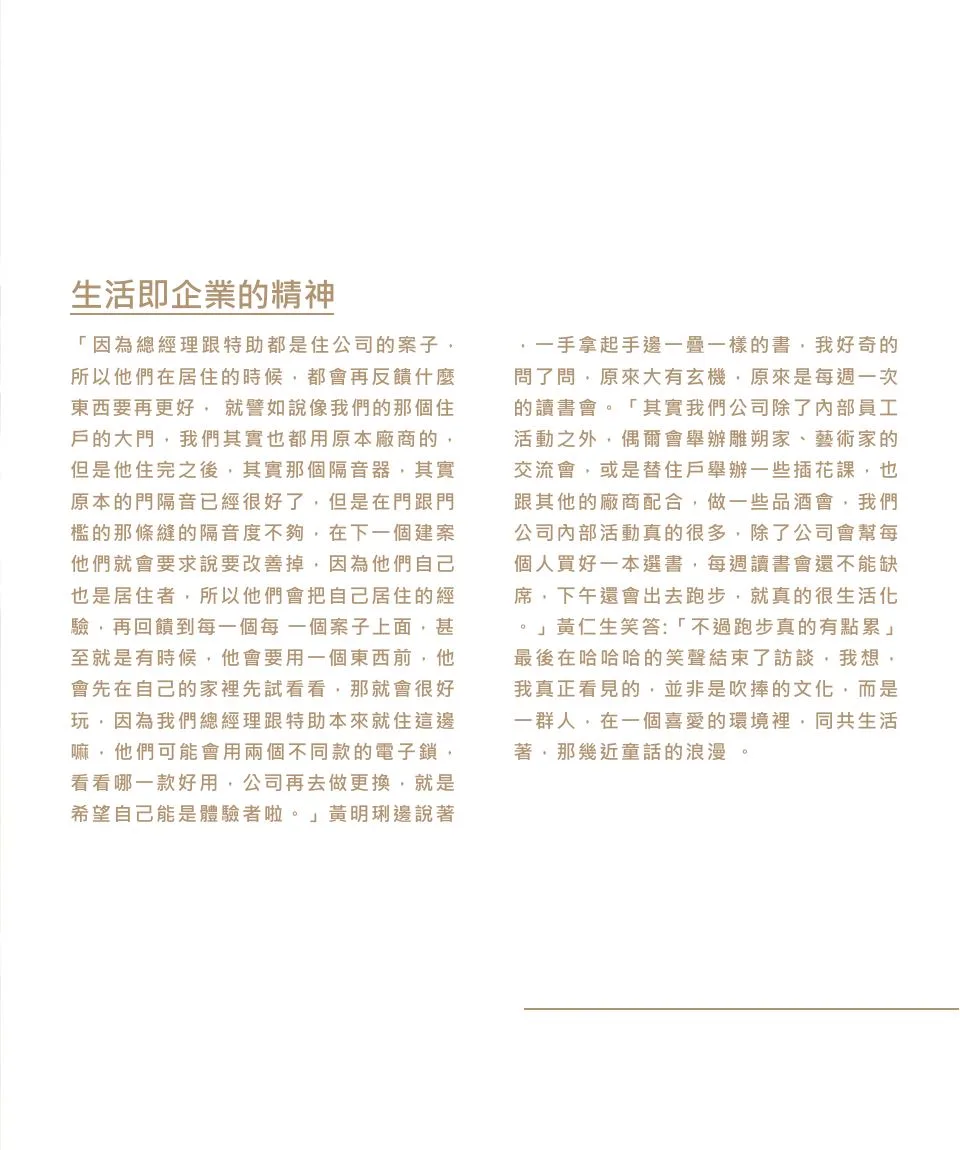 生活即企業的精神
「因為總經理跟特助都是住公司的案子，
所以他們在居住的時候，都會再反饋什麼
東西要再更好， 就譬如說像我們的那個住
戶的大門，我們其實也都用原本廠商的，
但是他住完之後，其實那個隔音器，其實
原本的門隔音已經很好了，但是在門跟門
檻的那條縫的隔音度不夠，在下一個建案
他們就會要求說要改善掉，因為他們自己
也是居住者，所以他們會把自己居住的經
驗，再回饋到每一個每 一個案子上面，甚
至就是有時候，他會要用一個東西前，他
會先在自己的家裡先試看看，那就會很好
玩，因為我們總經理跟特助本來就住這邊
嘛，他們可能會用兩個不同款的電子鎖，
看看哪一款好用，公司再去做更換，就是
希望自己能是體驗者啦。」黃明琍邊說著
，一手拿起手邊一疊一樣的書，我好奇的
問了問，原來大有玄機，原來是每週一次
的讀書會。「其實我們公司除了內部員工
活動之外，偶爾會舉辦雕朔家、藝術家的
交流會，或是替住戶舉辦一些插花課，也
跟其他的廠商配合，做一些品酒會，我們
公司內部活動真的很多，除了公司會幫每
個人買好一本選書，每週讀書會還不能缺
席，下午還會出去跑步，就真的很生活化
。」黃仁生笑答:「不過跑步真的有點累」
最後在哈哈哈的笑聲結束了訪談，我想，
我真正看見的，並非是吹捧的文化，而是
一群人，在一個喜愛的環境裡，同共生活
著，那幾近童話的浪漫 。